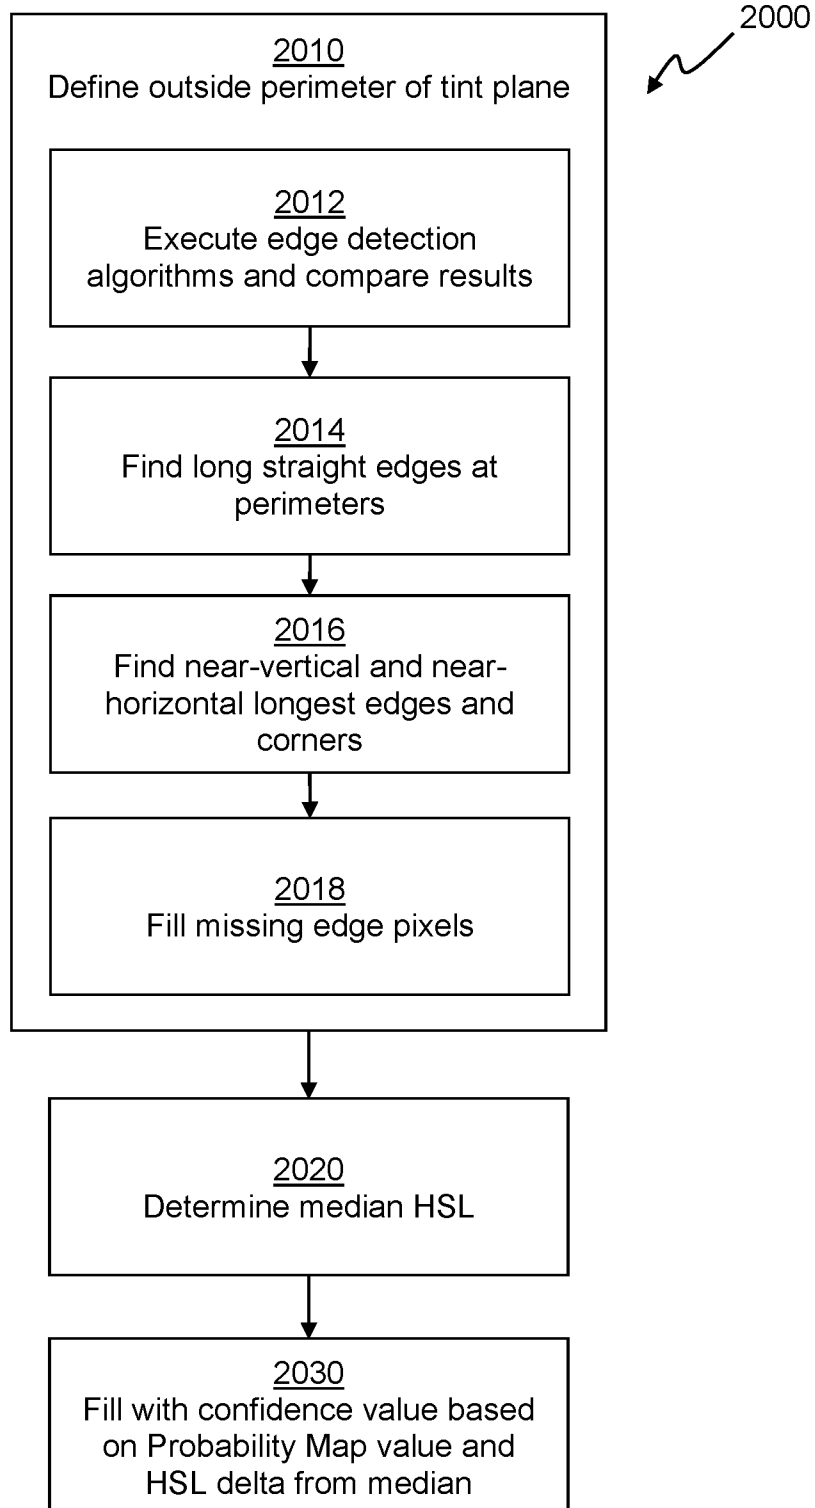 2000
2010
Define outside perimeter of tint plane
2012
Execute edge detection
algorithms and compare results
2014
Find long straight edges at
perimeters
2016
Find near-vertical and near-
horizontal longest edges and
corners
2018
Fill missing edge pixels
2020
Determine median HSL
2030
Fill with confidence value based
on Probability Map value and
HSL delta from median